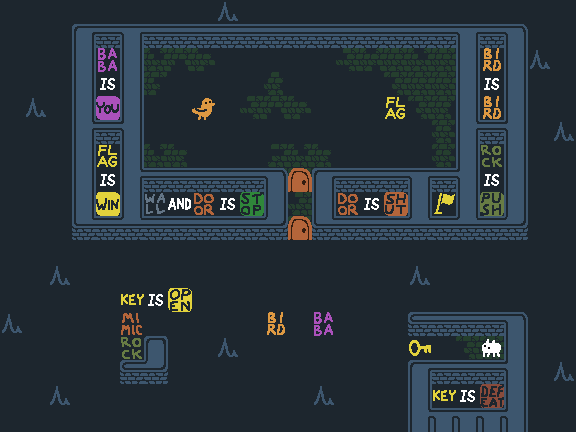 BABA IS YOU
FLAG IS WIN
FLAG
BIRD IS BIRD
ROCK IS PUSH
WALL AND DOOR IS STOP
DOOR IS SHUT
KEY IS OPEN
MIMIC
ROCK
BIRD
BABA
KEY IS DEFEAT